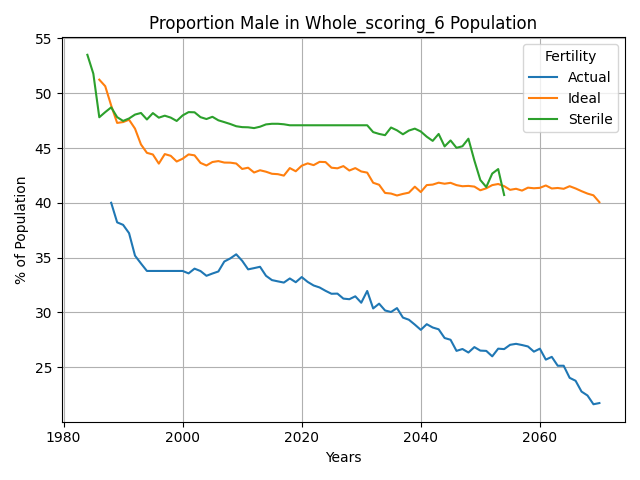 Proportion Male in Whole_scoring_6 Population
55
50
45
40
35
30
25
% of Population
1980
2000
2020
2040
2060
Years
Fertility
Actual
Ideal
Sterile